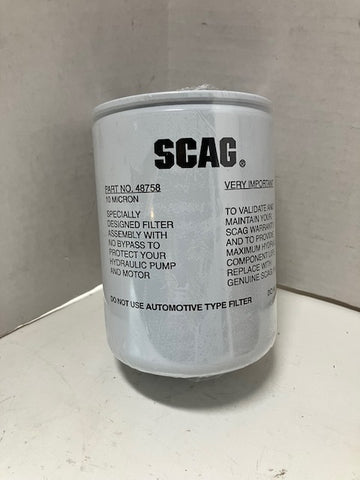 SCAG®
PART NO. 48758
10 MICRON
SPECIALLY
DESIGNED FILTER
ASSEMBLY WITH
NO BYPASS TO
PROTECT YOUR
HYDRAULIC PUMP
AND MOTOR
VERY IMPORTANT
TO VALIDATE AND
MAINTAIN YOUR
SCAG WARRANTY
AND TO PROVIDE
MAXIMUM
COMPONENT
REPLACE WITH
GENUINE SCAG
DO NOT USE AUTOMOTIVE TYPE FILTER